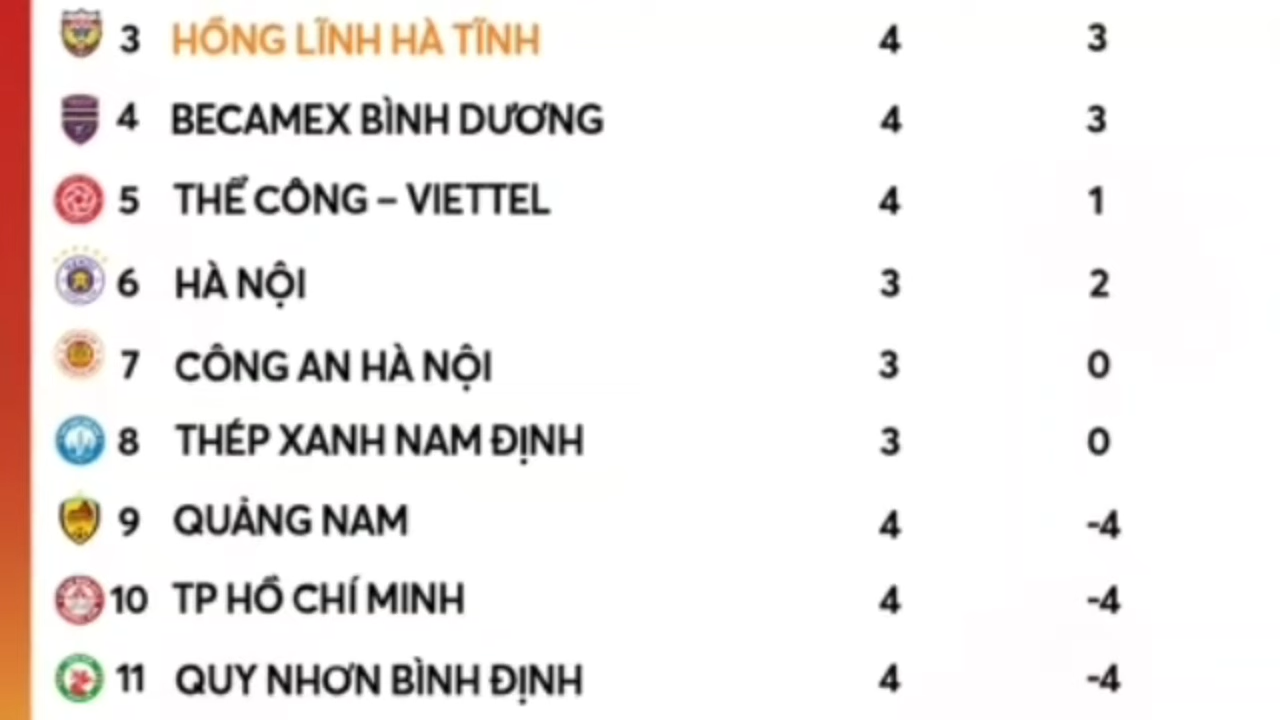 3 HỒNG LĨNH HÀ TĨNH 4 3
4 BECAMEX BÌNH DƯƠNG 4 3
5 THỂ CÔNG – VIETTEL 4 1
6 HÀ NỘI 3 2
7 CÔNG AN HÀ NỘI 3 0
8 THÉP XANH NAM ĐỊNH 3 0
9 QUẢNG NAM 4 -4
10 TP HỒ CHÍ MINH 4 -4
11 QUY NHƠN BÌNH ĐỊNH 4 -4